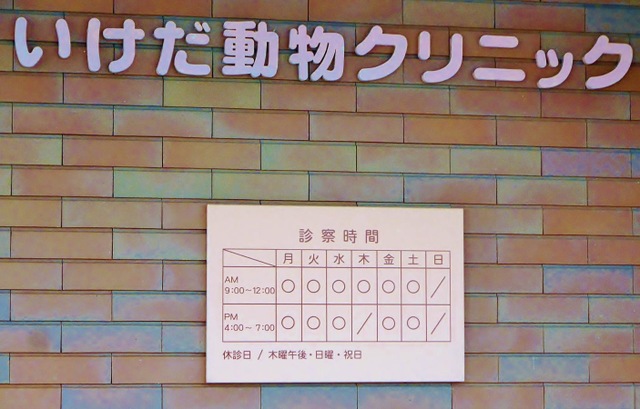 いけだ動物クリニック
診察時間
月 火 水 木 金 土 日
AM
9:00～12:00 ○ ○ ○ ○ ○ ○ ／
PM
4:00～ 7:00 ○ ○ ○ ／ ○ ○ ／
休診日 / 木曜午後・日曜・祝日